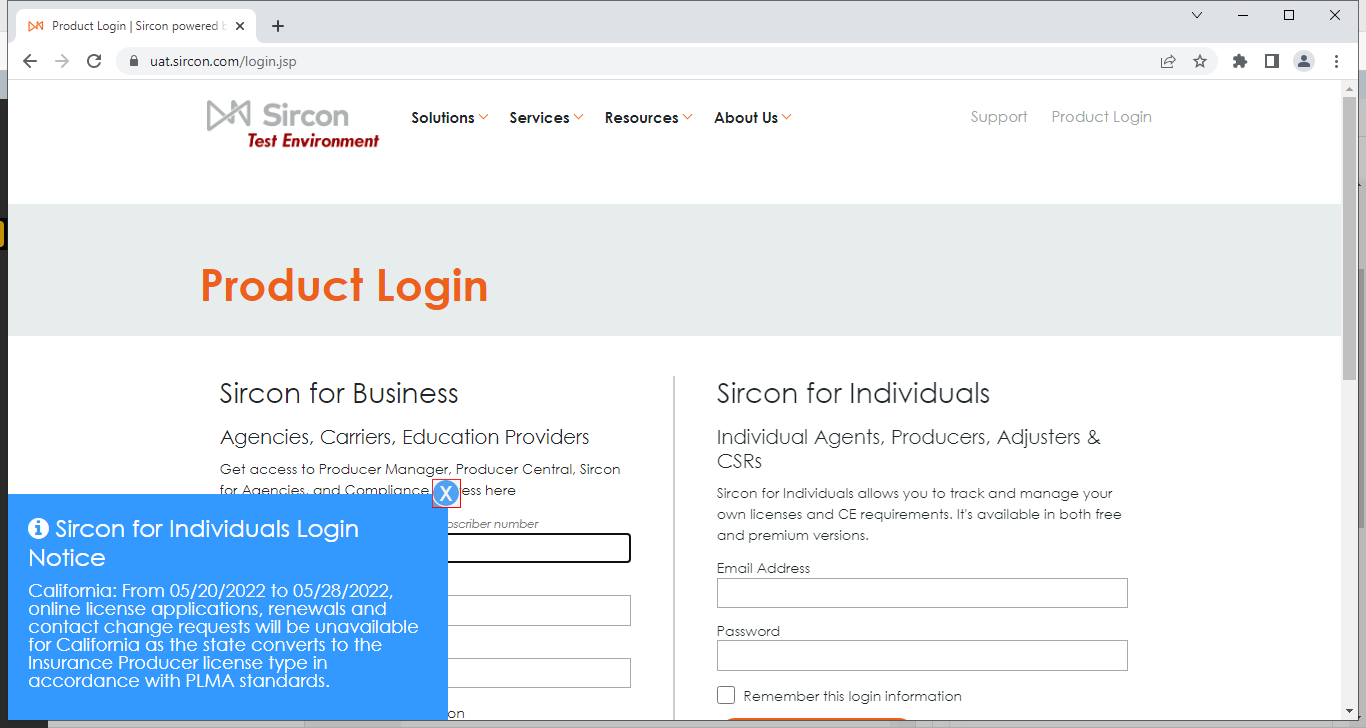 Product Login | Sircon powered
uat.sircon.com/login.jsp
Sircon
Test Environment
Solutions
Services
Resources
About Us
Support
Product Login
Product Login
Sircon for Business
Agencies, Carriers, Education Providers
Get access to Producer Manager, Producer Central, Sircon
for Agencies, and Compliance
ess here
X
scriber number
on
Sircon for Individuals Login
Notice
California: From 05/20/2022 to 05/28/2022,
online license applications, renewals and
contact change requests will be unavailable
for California as the state converts to the
Insurance Producer license type in
accordance with PLMA standards.
Sircon for Individuals
Individual Agents, Producers, Adjusters &
CSRs
Sircon for Individuals allows you to track and manage your
own licenses and CE requirements. It's available in both free
and premium versions.
Email Address
Password
Remember this login information